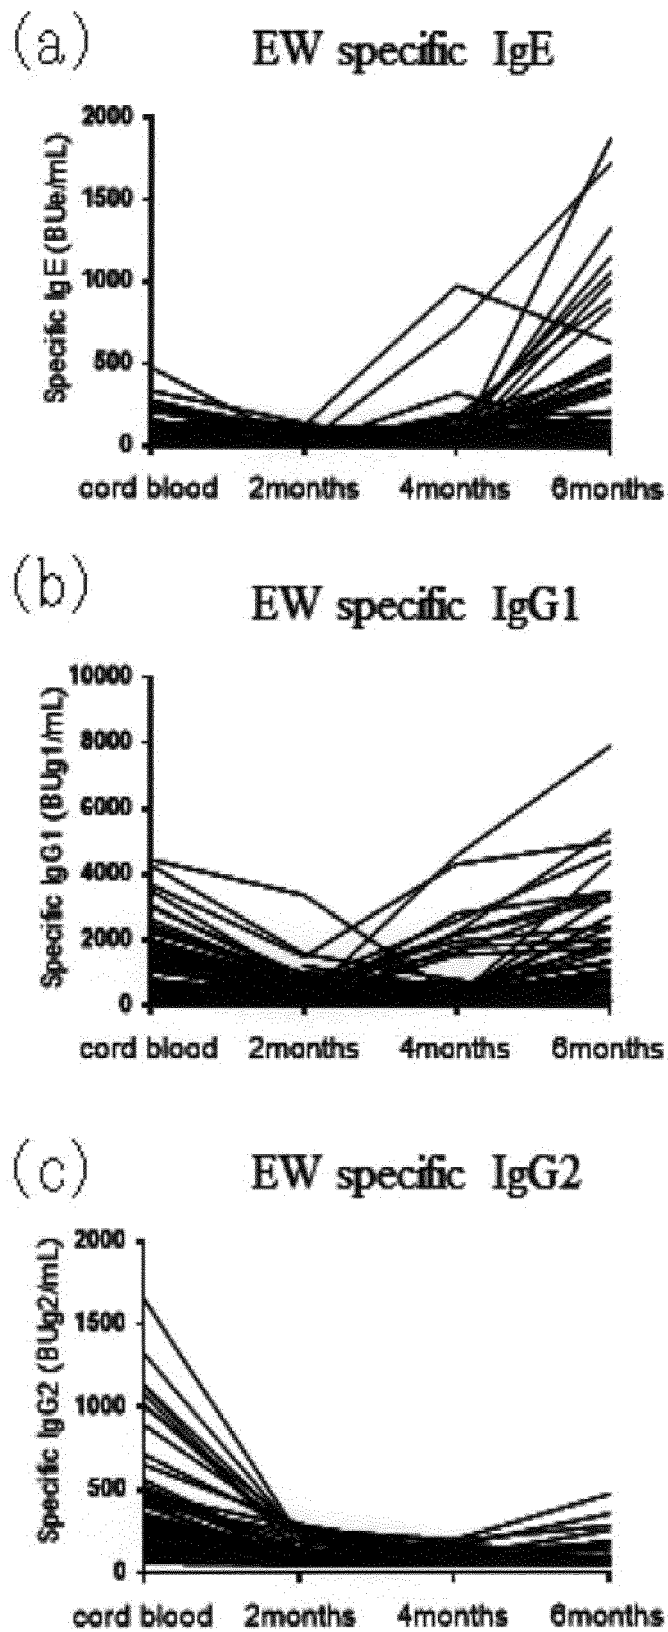 (a) EW specific IgE
Specific IgE (BUe/mL)
2000
1500
1000
500
0
cord blood 2months 4months 6months
(b) EW specific IgG1
Specific IgG1 (BUg1/mL)
10000
8000
6000
4000
2000
0
cord blood 2months 4months 6months
(c) EW specific IgG2
Specific IgG2 (BUg2/mL)
2000
1500
1000
500
0
cord blood 2months 4months 6months